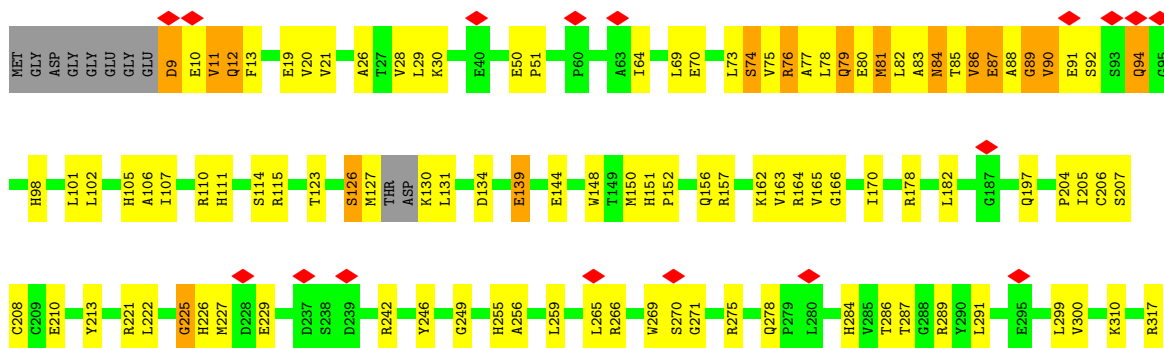 MET GLY ASP GLY GLY GLU GLY GLU D9 E10 V11 Q12 F13 E19 V20 V21 A26 T27 V28 L29 K30 E40 E50 P51 P60 A63 I64 L69 E70 L73 S74 V75 R76 A77 L78 Q79 E80 M81 L82 A83 N84 T85 V86 E87 A88 G89 V90 E91 S92 S93 Q94 G95
H98 L101 L102 H105 A106 I107 R110 H111 S114 R115 T123 S126 M127 THR ASP K130 L131 D134 E139 E144 W148 T149 M150 H151 P152 Q156 R157 K162 V163 R164 V165 G166 I170 R178 L182 G187 Q197 P204 I205 C206 S207
C208 C209 E210 Y213 R221 L222 G225 H226 M227 D228 E229 D237 S238 D239 R242 Y246 G249 H255 A256 L259 L265 R266 W269 S270 G271 R275 Q278 P279 L280 H284 V285 T286 T287 G288 R289 Y290 L291 E295 L299 V300 K310 R317